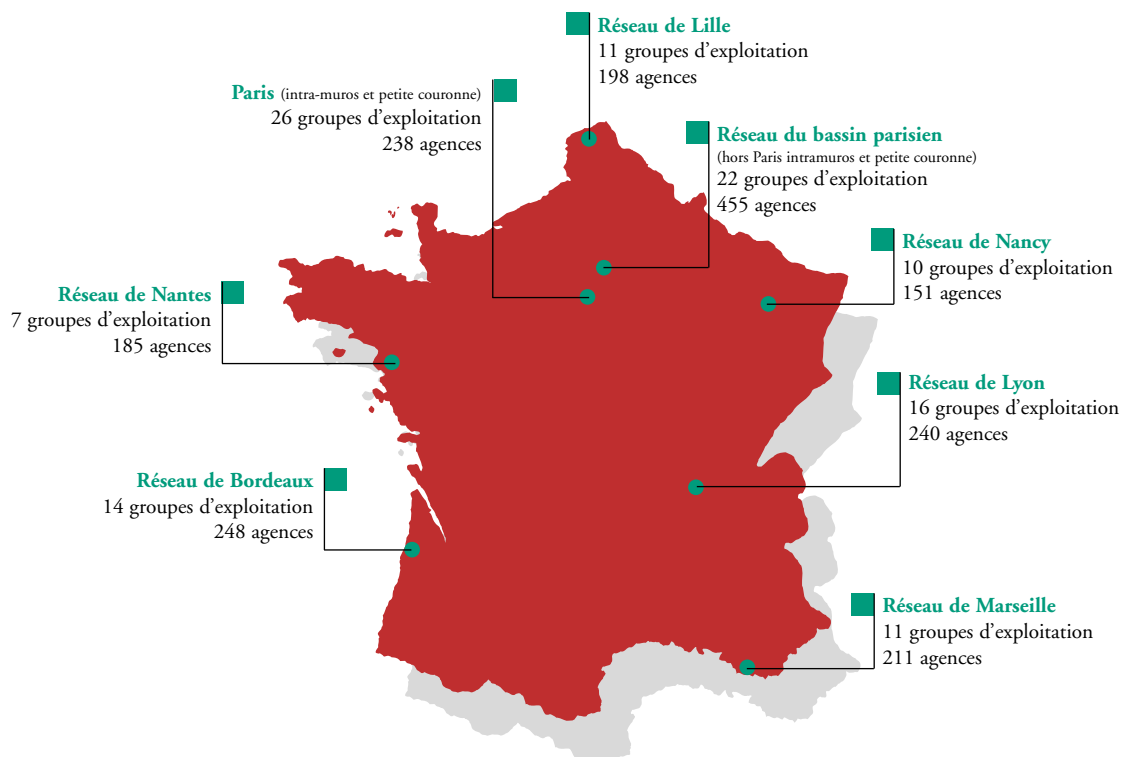 Réseau de Lille
11 groupes d'exploitation
198 agences
Paris (intra-muros et petite couronne)
26 groupes d'exploitation
238 agences
Réseau du bassin parisien
(hors Paris intramuros et petite couronne)
22 groupes d'exploitation
455 agences
Réseau de Nancy
10 groupes d'exploitation
151 agences
Réseau de Nantes
7 groupes d'exploitation
185 agences
Réseau de Lyon
16 groupes d'exploitation
240 agences
Réseau de Bordeaux
14 groupes d'exploitation
248 agences
Réseau de Marseille
11 groupes d'exploitation
211 agences